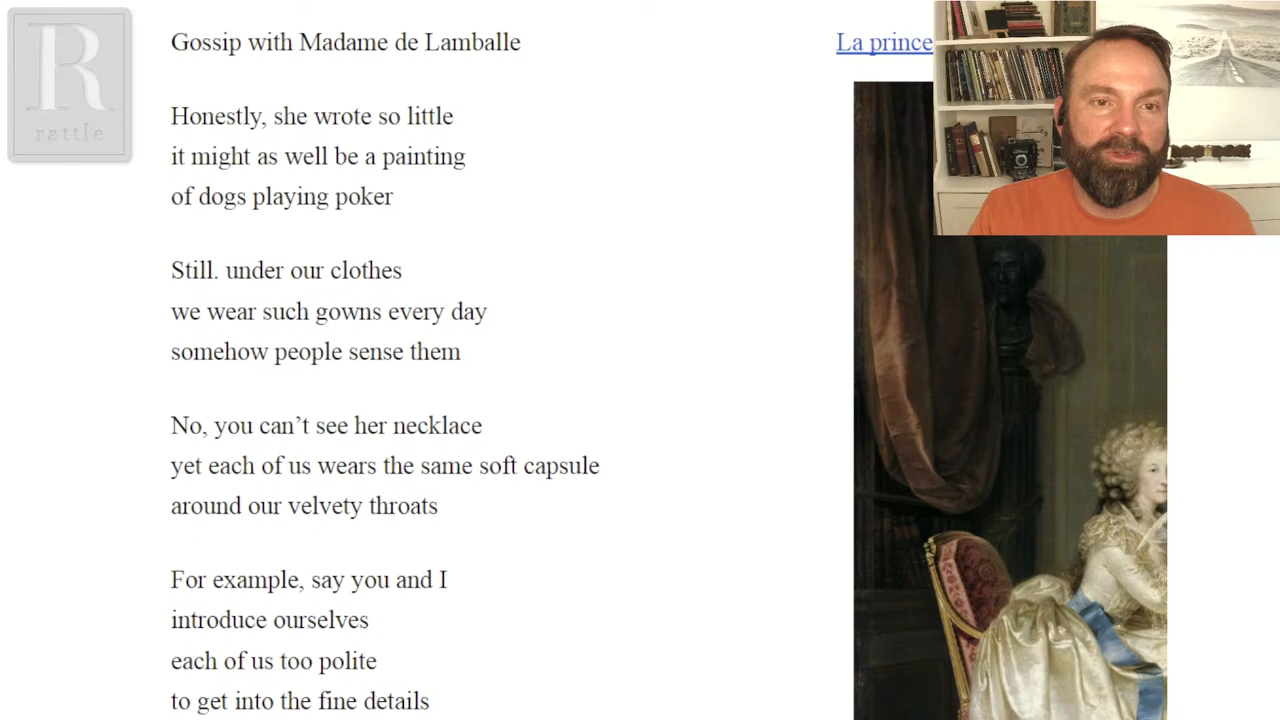 R
rattle
Gossip with Madame de Lamballe
La prince
Honestly, she wrote so little
it might as well be a painting
of dogs playing poker
Still. under our clothes
we wear such gowns every day
somehow people sense them
No, you can’t see her necklace
yet each of us wears the same soft capsule
around our velvety throats
For example, say you and I
introduce ourselves
each of us too polite
to get into the fine details